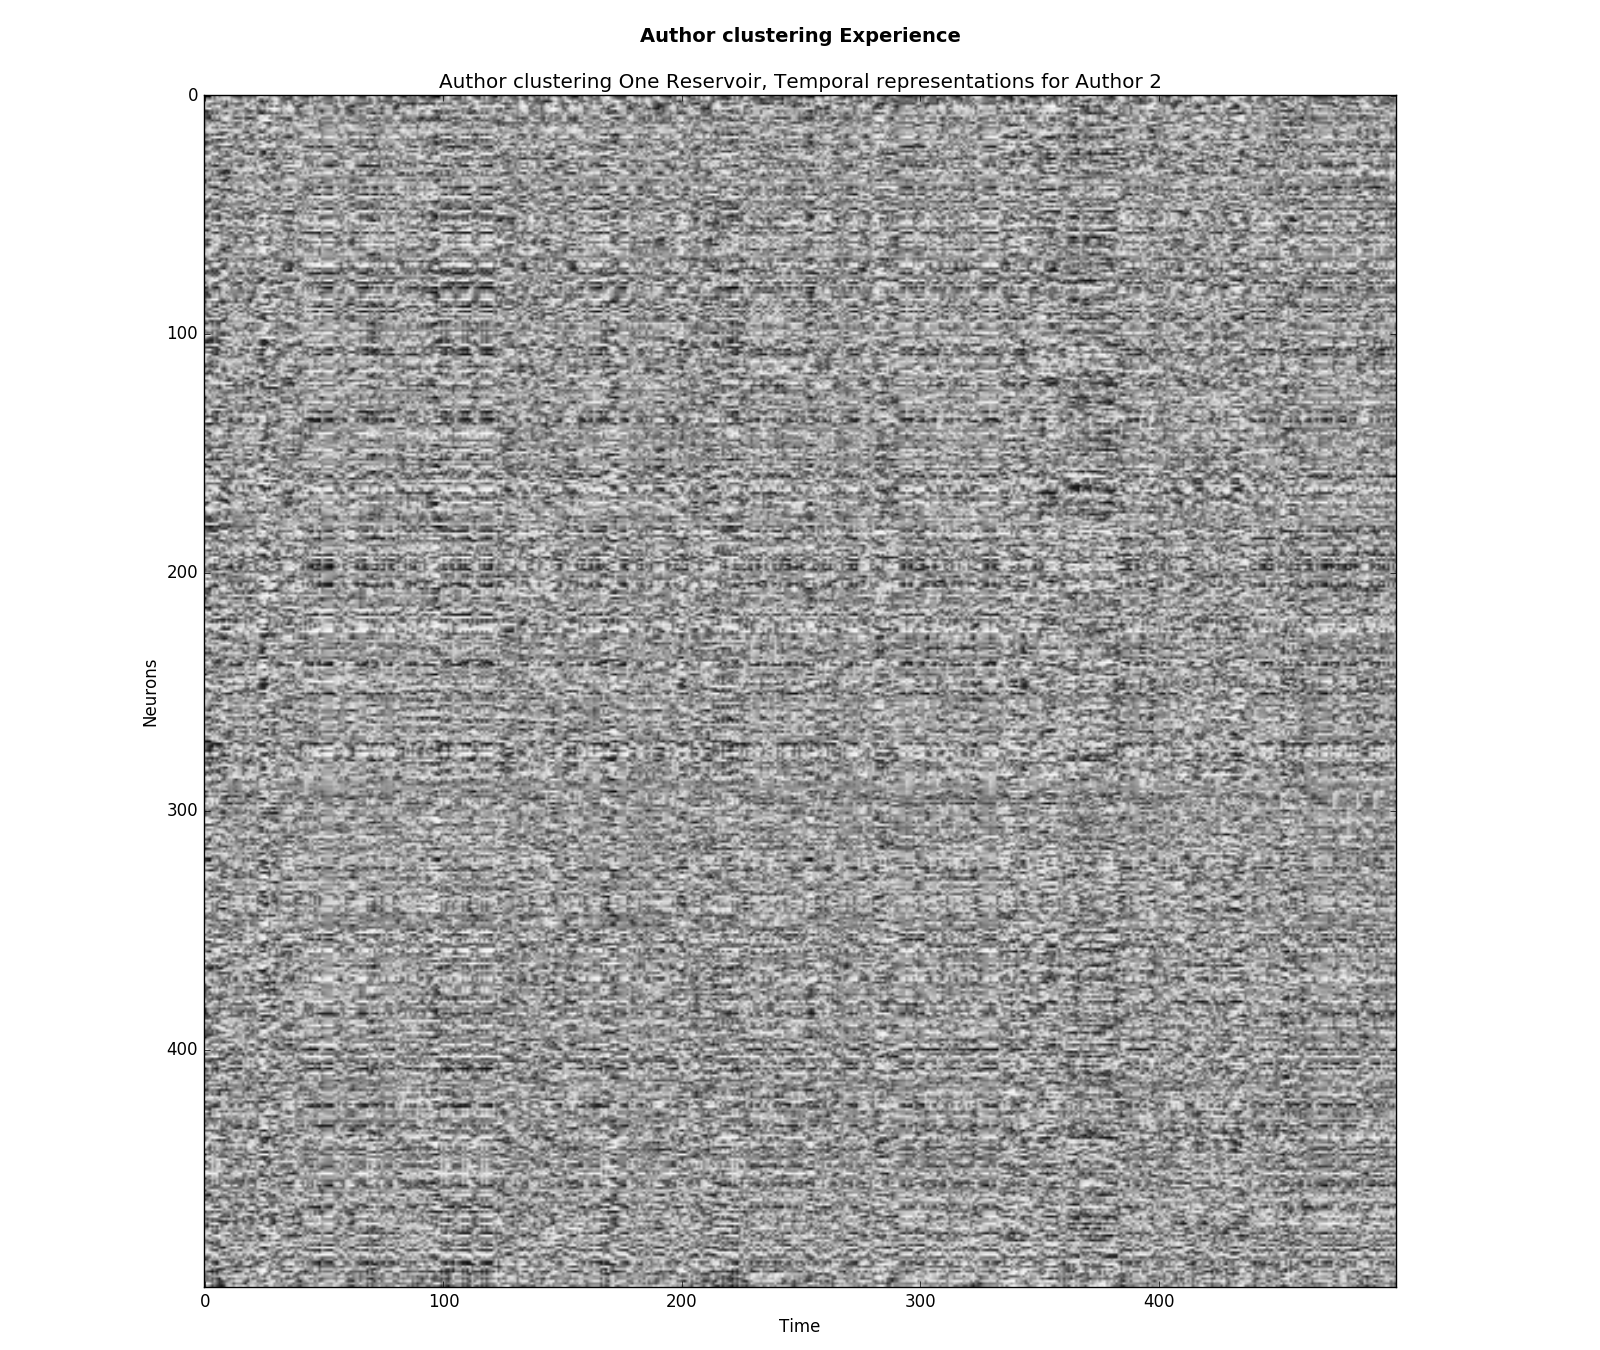 Author clustering Experience
Author clustering One Reservoir, Temporal representations for Author 2
0
100
200
300
400
Neurons
0 100 200 300 400
Time